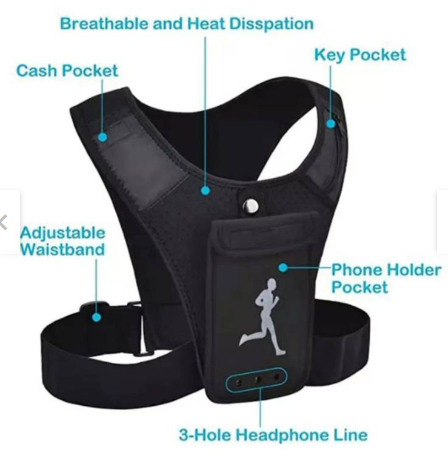 Breathable and Heat Disspation
Key Pocket
Cash Pocket
Adjustable
Waistband
Phone Holder
Pocket
3-Hole Headphone Line